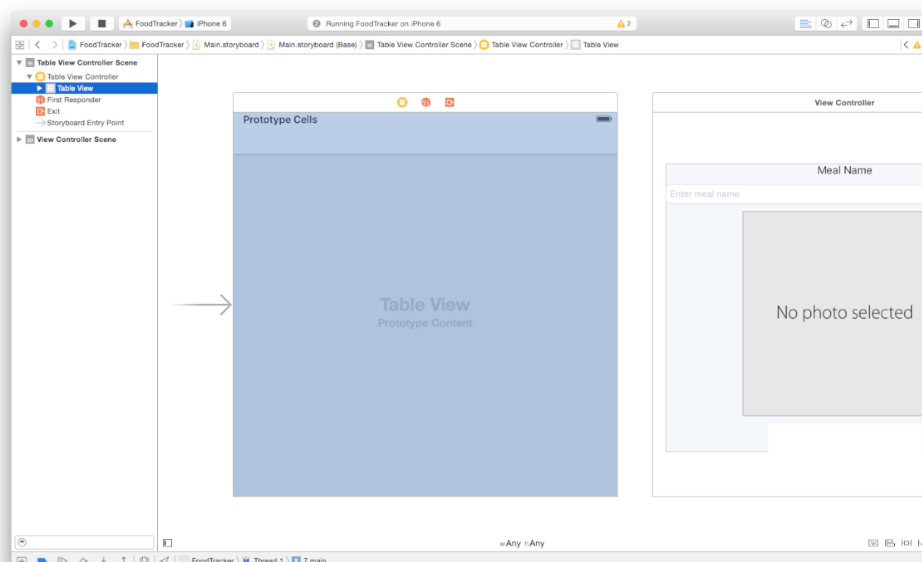 FoodTracker iPhone 6
Running FoodTracker on iPhone 6
2
FoodTracker FoodTracker Main.storyboard Main.storyboard (Base) Table View Controller Scene Table View Controller Table View
Table View Controller Scene
Table View Controller
Table View
First Responder
Exit
Storyboard Entry Point
View Controller Scene
Prototype Cells
Table View
Prototype Content
View Controller
Meal Name
Enter meal name
No photo selected
wAny hAny
FoodTracker Thread 1 7 main